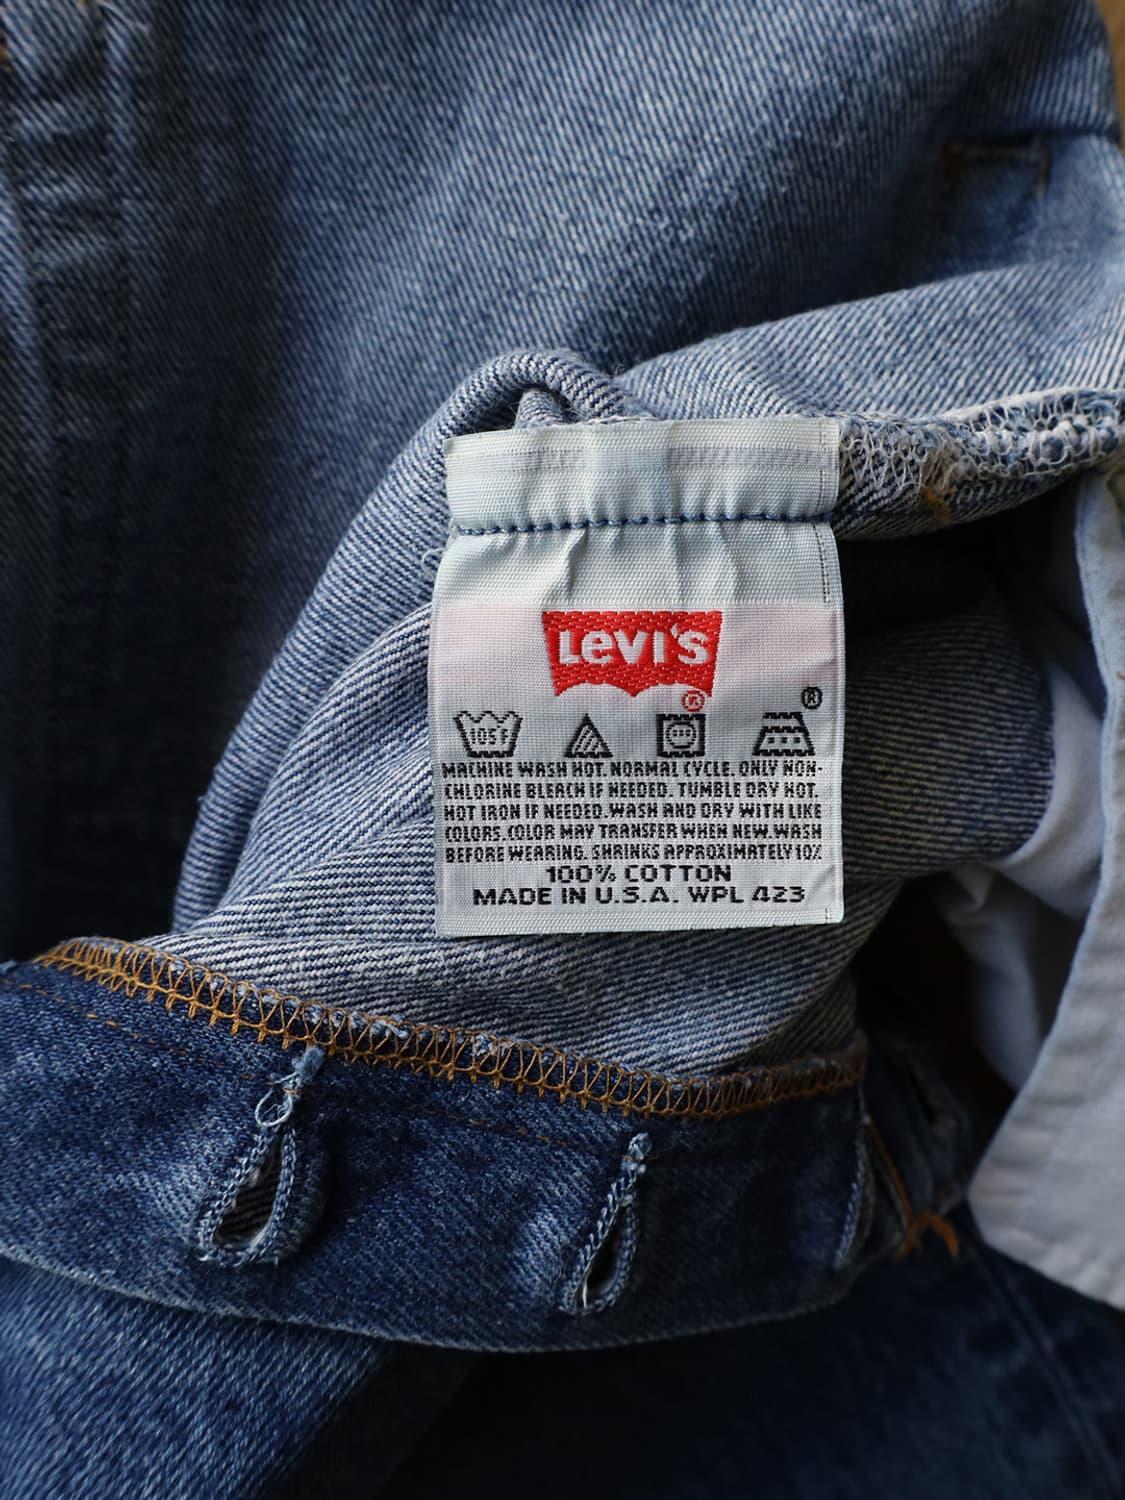 Levi's
®
®
105F
MACHINE WASH HOT. NORMAL CYCLE. ONLY NON-
CHLORINE BLEACH IF NEEDED. TUMBLE DRY HOT.
HOT IRON IF NEEDED. WASH AND DRY WITH LIKE
COLORS. COLOR MAY TRANSFER WHEN NEW. WASH
BEFORE WEARING. SHRINKS APPROXIMATELY 10%
100% COTTON
MADE IN U.S.A. WPL 423